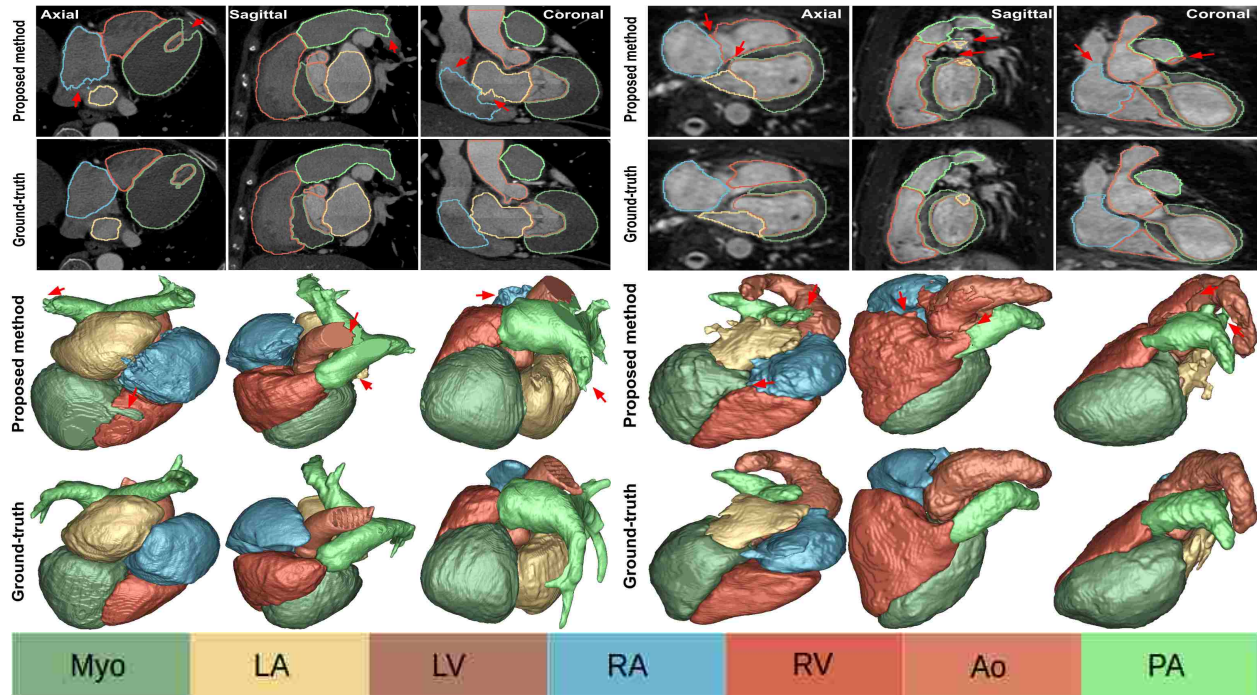 Axial Sagittal Coronal
Proposed method
Ground-truth
Proposed method
Ground-truth
Axial Sagittal Coronal
Proposed method
Ground-truth
Proposed method
Ground-truth
Myo LA LV RA RV Ao PA